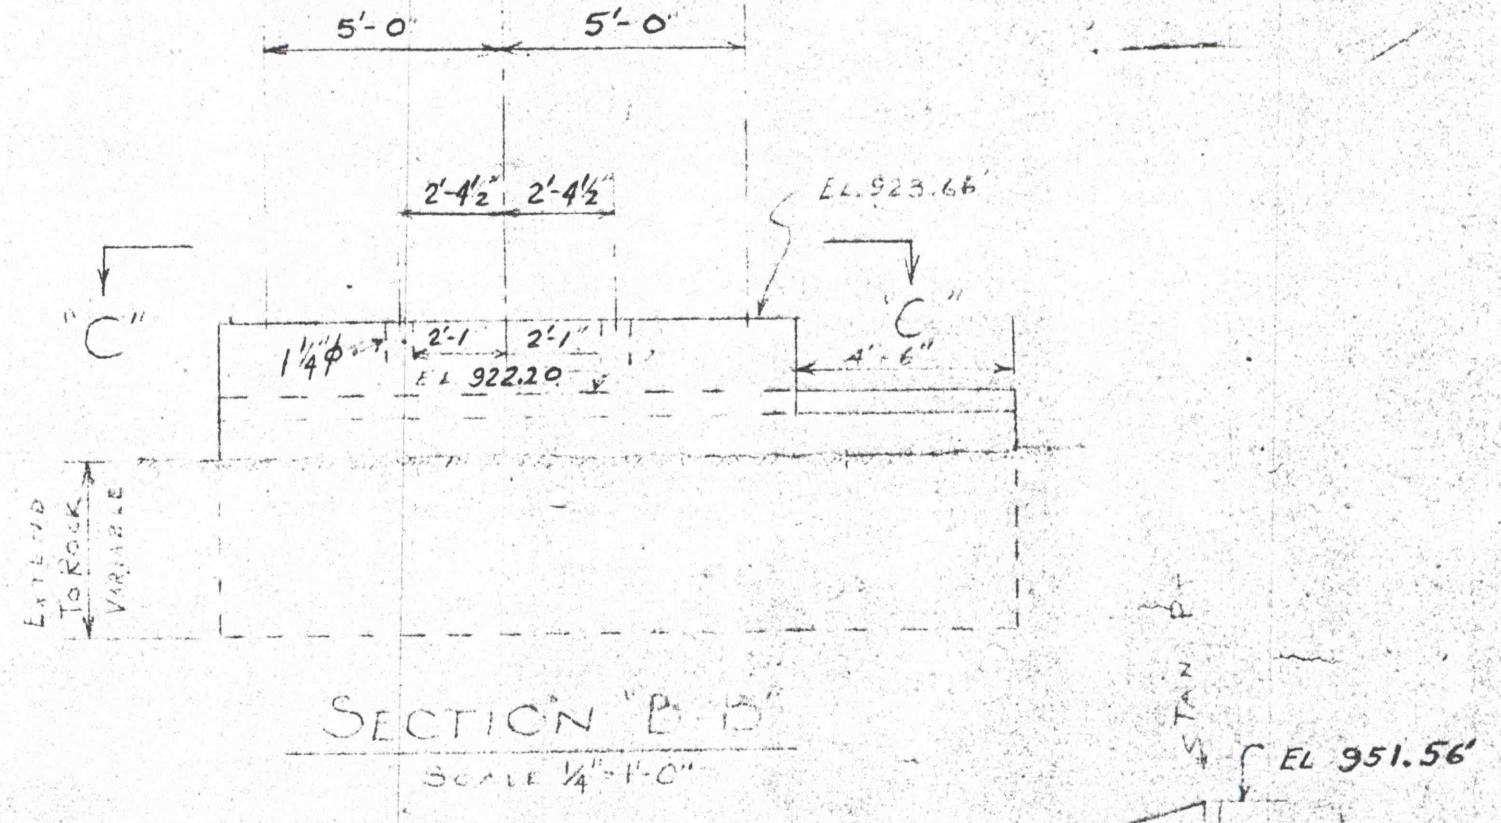 5'-0" 5'-0"
2'-4½" 2'-4½"
EL. 923.66'
"C" "C"
1¼"ϕ 2'-1" 2'-1"
4'-6"
EL 922.20
EXTEND
TO ROCK
VARIABLE
SECTION "B-B"
SCALE ¼"=1'-0"
STAN
EL 951.56'